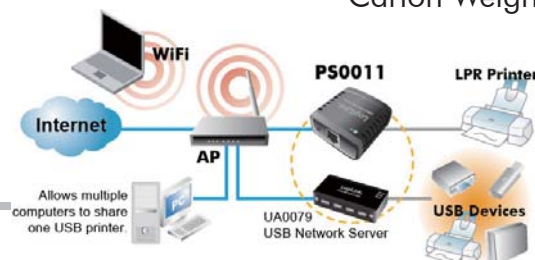 WiFi
PS0011
LPR Printer
Internet
AP
PC
Allows multiple
computers to share
one USB printer.
UA0079
USB Network Server
USB Devices
LogiLink